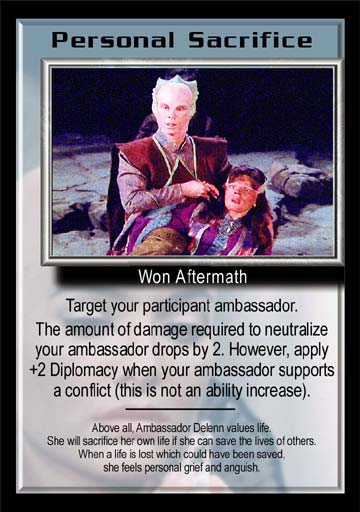 Personal Sacrifice
Won Aftermath
Target your participant ambassador.
The amount of damage required to neutralize
your ambassador drops by 2. However, apply
+2 Diplomacy when your ambassador supports
a conflict (this is not an ability increase).
Above all, Ambassador Delenn values life.
She will sacrifice her own life if she can save the lives of others.
When a life is lost which could have been saved,
she feels personal grief and anguish.